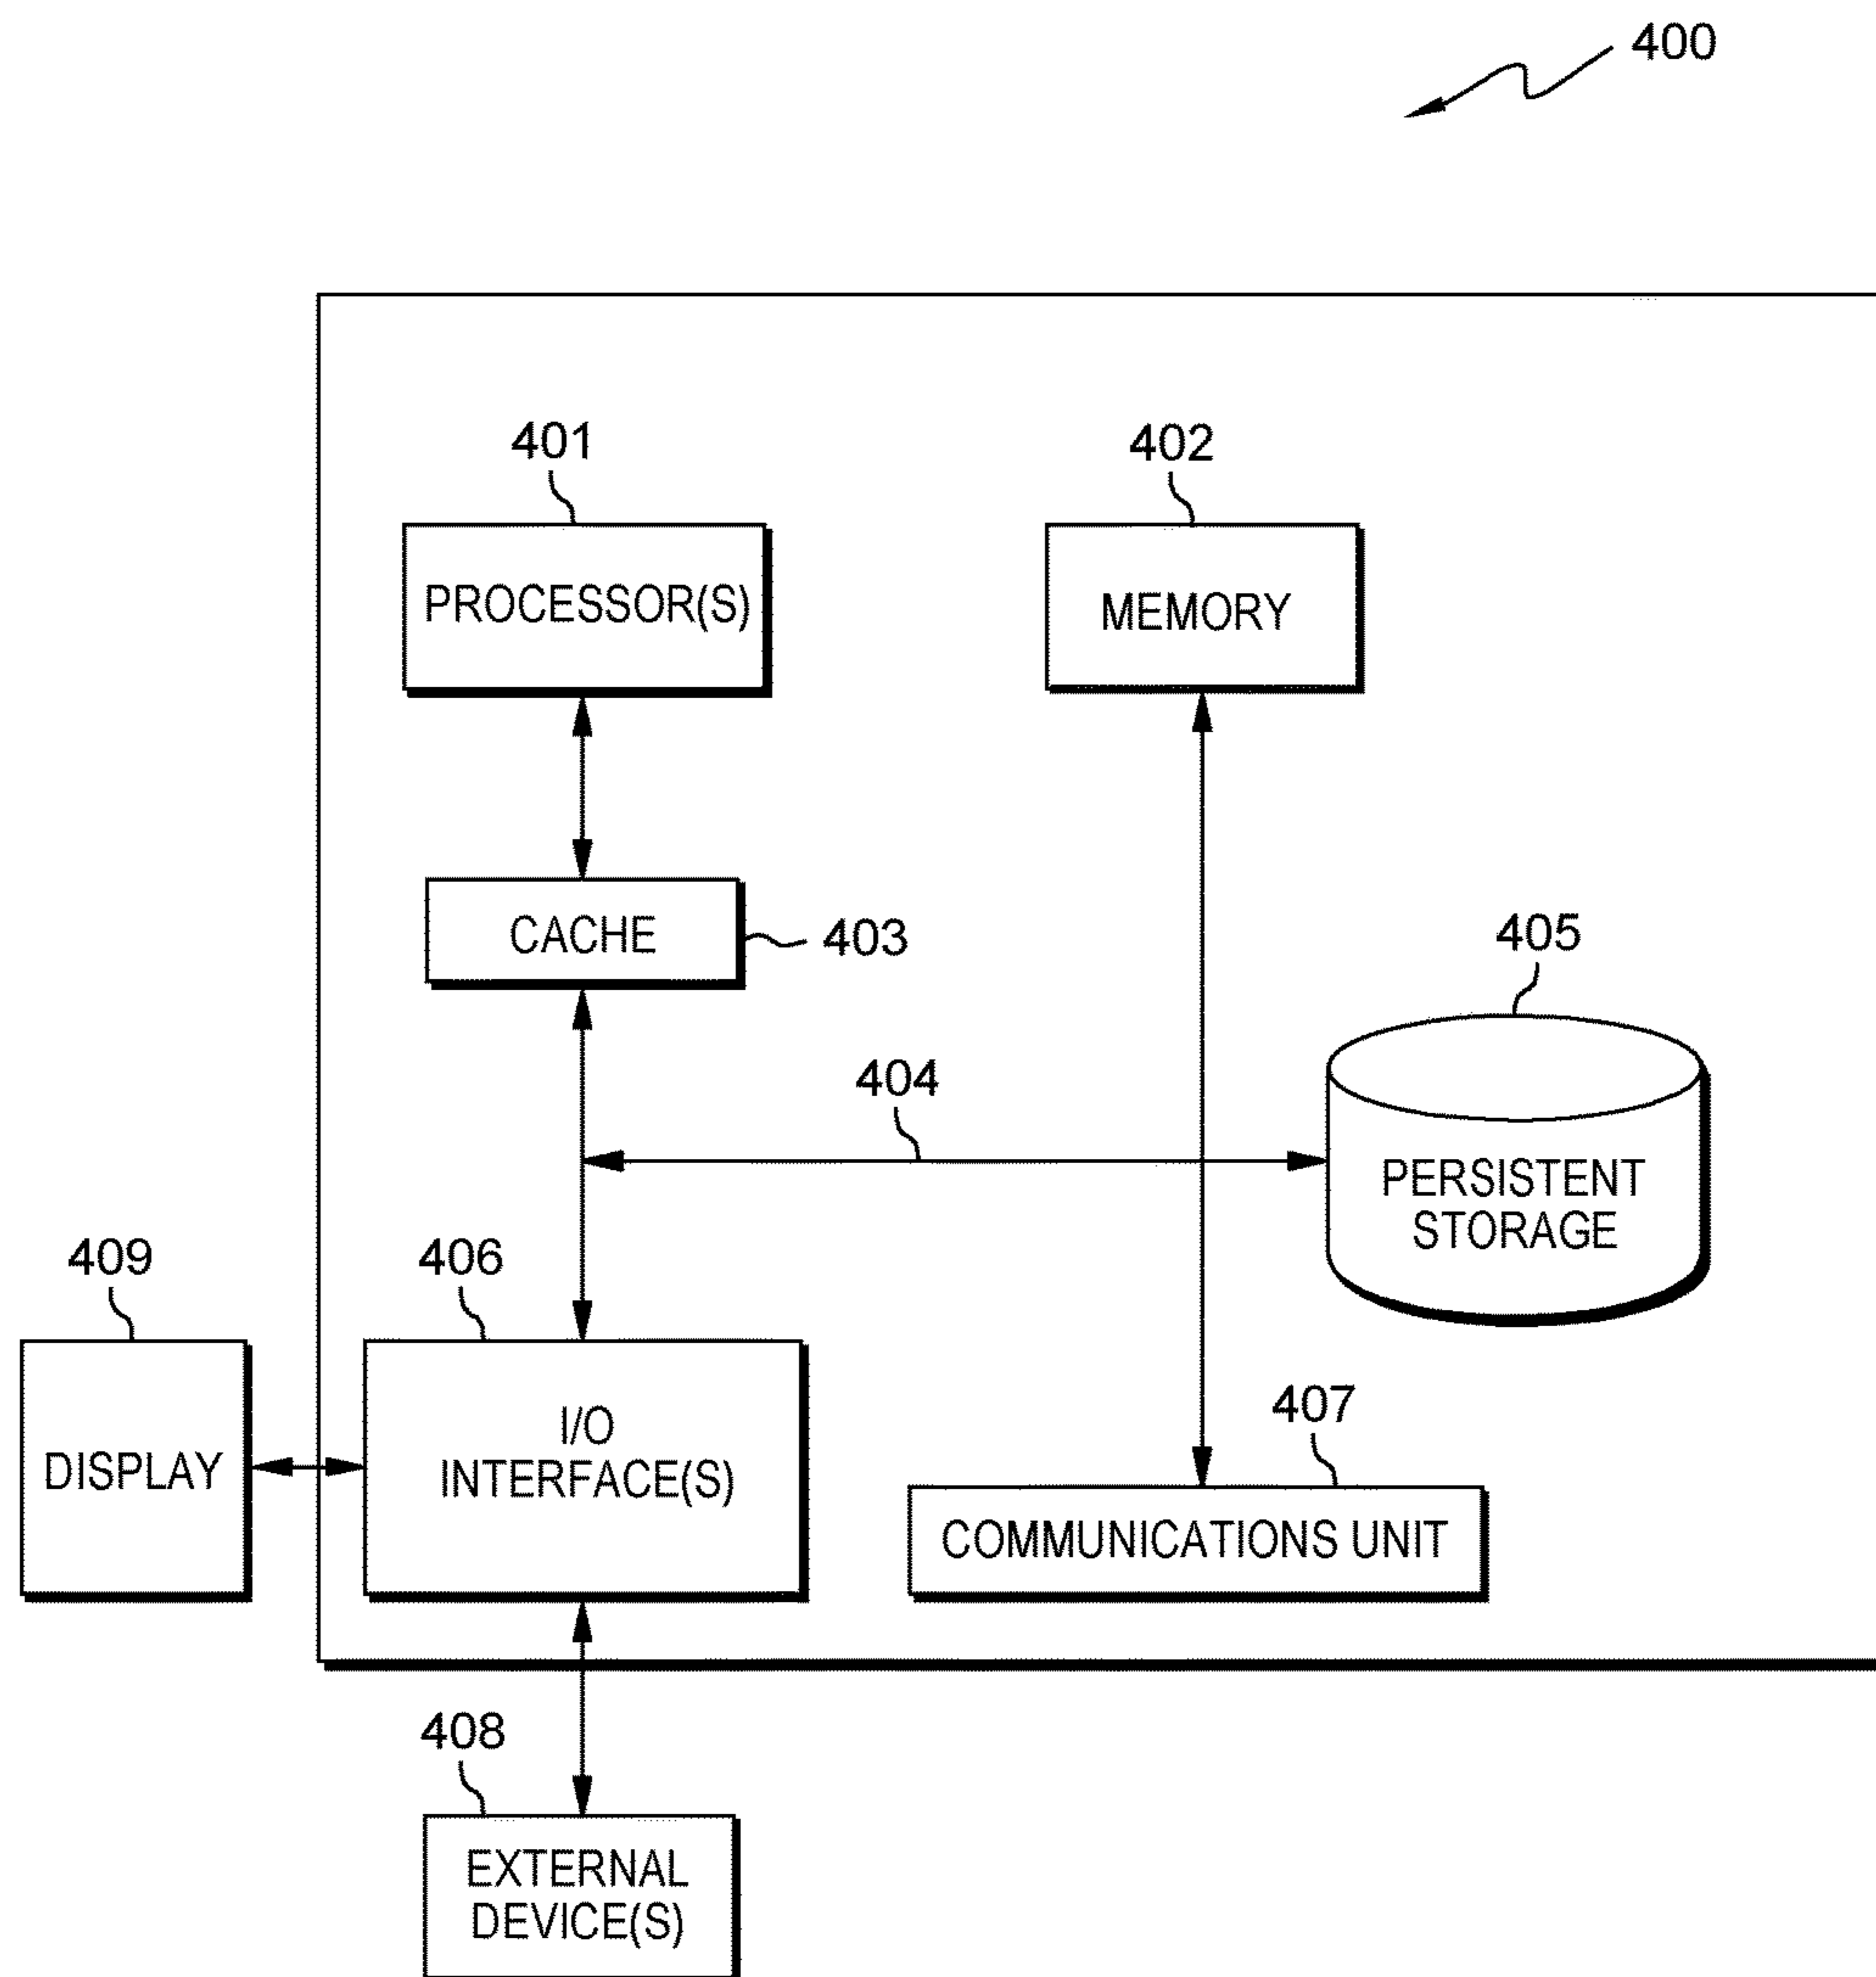 400
401
402
PROCESSOR(S)
MEMORY
CACHE
403
405
404
PERSISTENT
STORAGE
409
406
I/O
INTERFACE(S)
407
DISPLAY
COMMUNICATIONS UNIT
408
EXTERNAL
DEVICE(S)